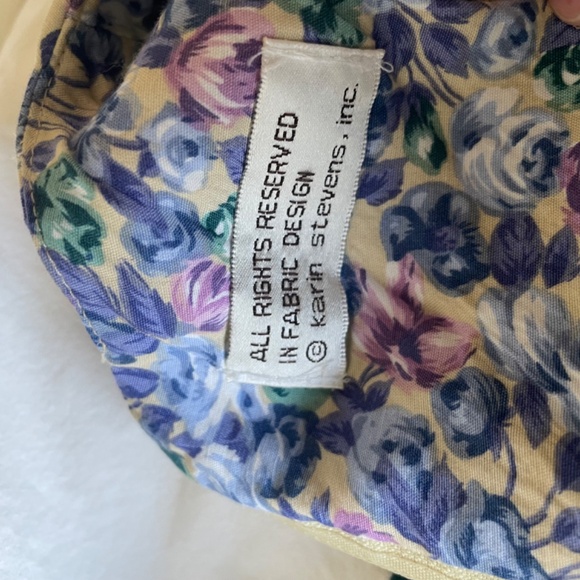 ALL RIGHTS RESERVED
IN FABRIC DESIGN
© karin stevens, inc.